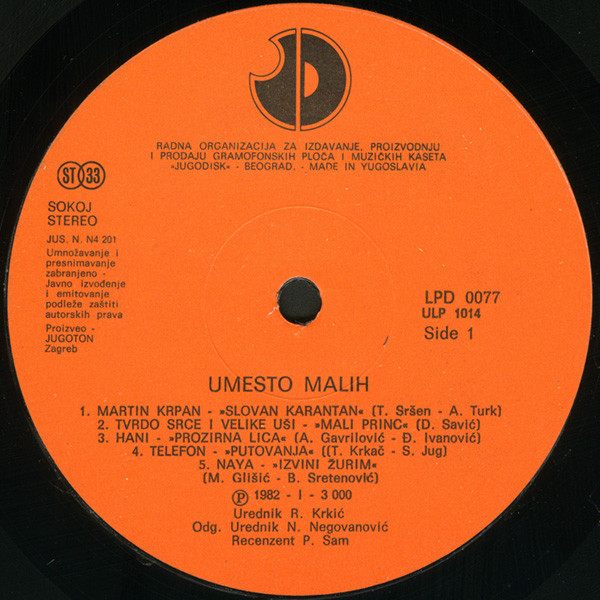 RADNA ORGANIZACIJA ZA IZDAVANJE, PROIZVODNJU
I PRODAJU GRAMOFONSKIH PLOČA I MUZIČKIH KASETA
»JUGODISK« - BEOGRAD. - MADE IN YUGOSLAVIA
ST 33
SOKOJ
STEREO
JUS. N. N4 201
Umnožavanje i
presnimavanje
zabranjeno -
Javno izvođenje
i emitovanje
podleže zaštiti
autorskih prava
Proizveo -
JUGOTON
Zagreb
LPD 0077
ULP 1014
Side 1
UMESTO MALIH
1. MARTIN KRPAN - »SLOVAN KARANTAN« (T. Sršen - A. Turk)
2. TVRDO SRCE I VELIKE UŠI - »MALI PRINC« (D. Savić)
3. HANI - »PROZIRNA LICA« (A. Gavrilović - Đ. Ivanović)
4. TELEFON - »PUTOVANJA« ((T. Krkač - S. Jug)
5. NAYA - »IZVINI ŽURIM«
(M. Glišić - B. Sretenović)
Ⓟ 1982 - I - 3 000
Urednik R. Krkić
Odg. Urednik N. Negovanović
Recenzent P. Sam